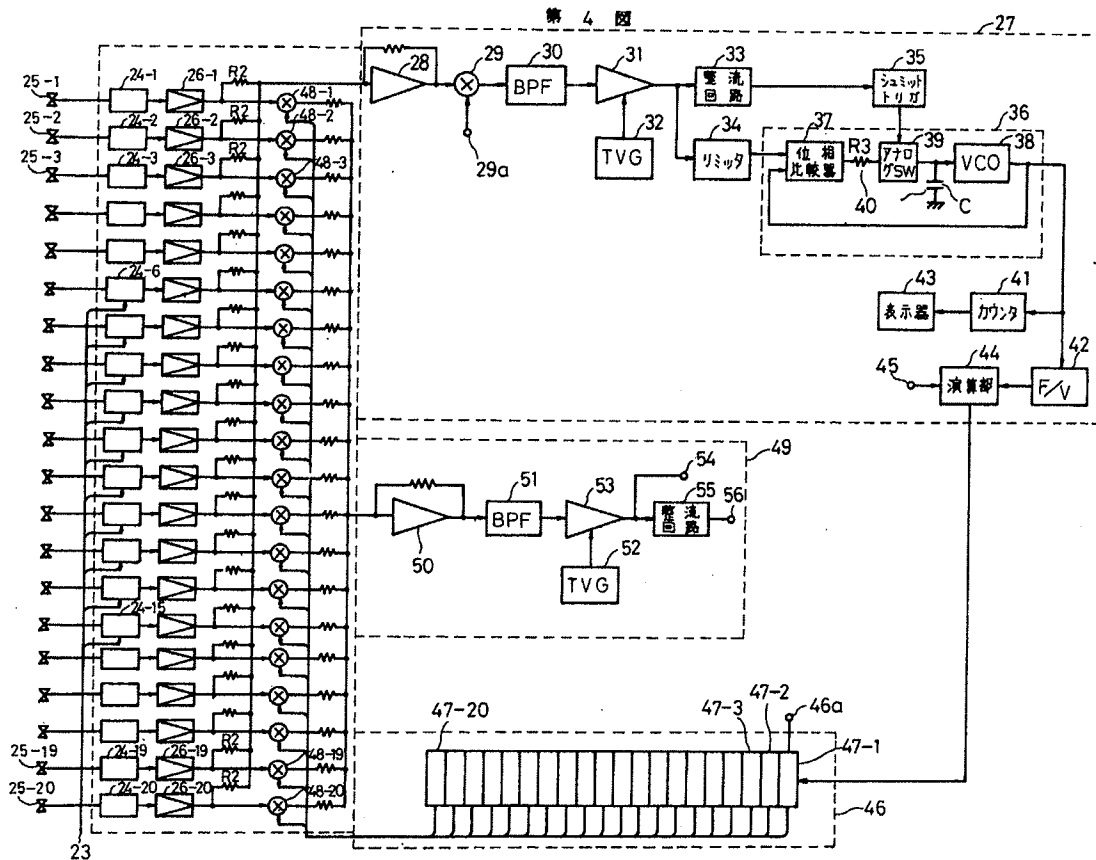 第 4 図
27
25-1
24-1
26-1
R2
48-1
28
29
29a
30
BPF
31
32
TVG
33
整流
回路
34
リミッタ
35
シュミット
トリガ
36
37
位相
比較器
R3
40
39
アナロ
グSW
C
38
VCO
25-2
24-2
26-2
R2
48-2
25-3
24-3
26-3
R2
48-3
24-6
43
表示器
41
カウンタ
45
44
演算部
42
F/V
49
50
51
BPF
53
52
TVG
54
55
整流
回路
56
24-15
25-19
24-19
26-19
R2
48-19
25-20
24-20
26-20
R2
48-20
23
47-20
47-3
47-2
46a
47-1
46